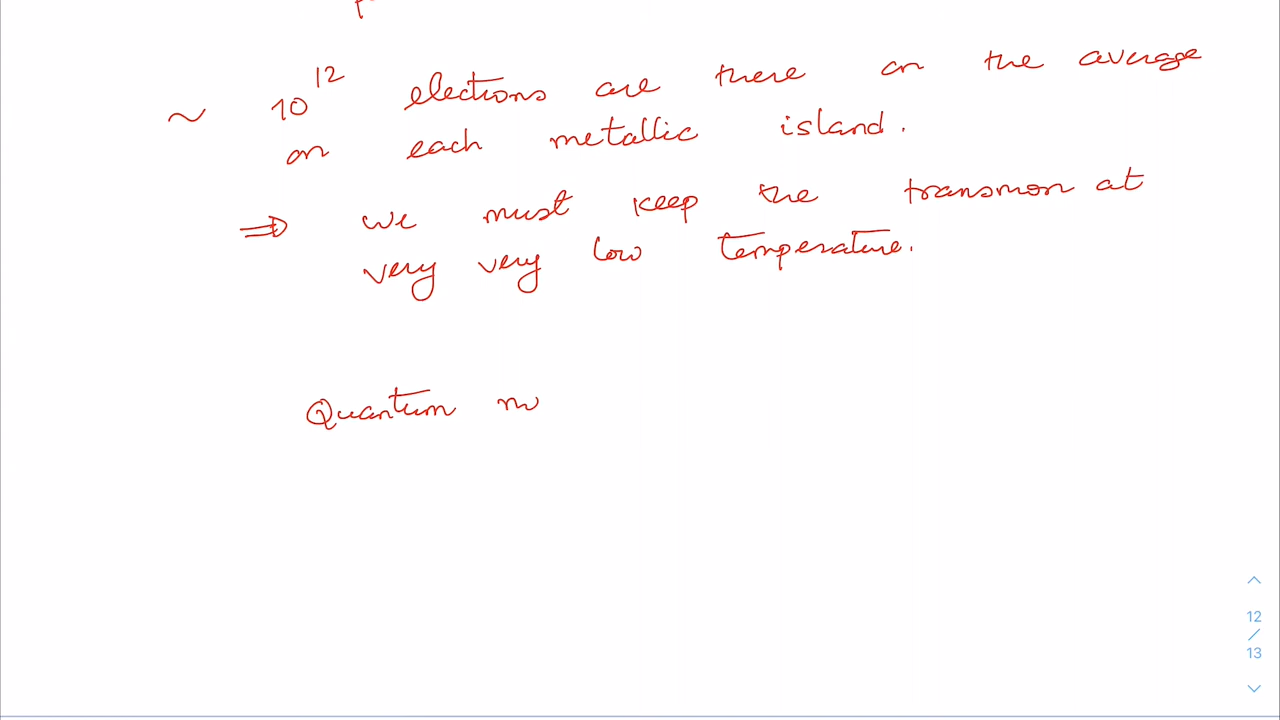 ~ 10^12 electrons are there on the average
on each metallic island.
⇒ we must keep the transmon at
very very low temperature.
Quantum
12
/
13